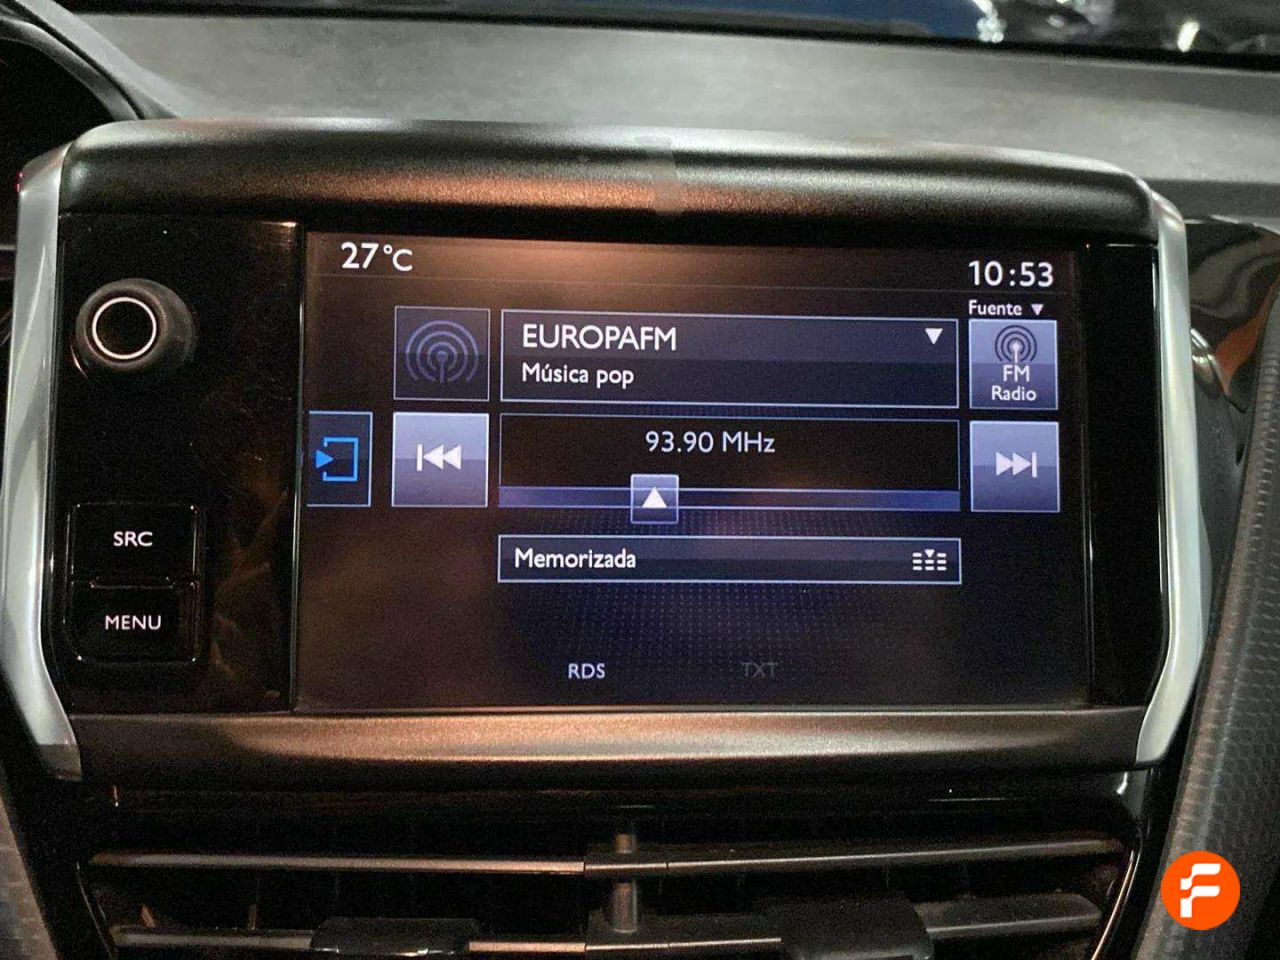 27°C
10:53
Fuente ▼
EUROPAFM
Música pop
FM
Radio
93.90 MHz
SRC
Memorizada
MENU
RDS
TXT
F